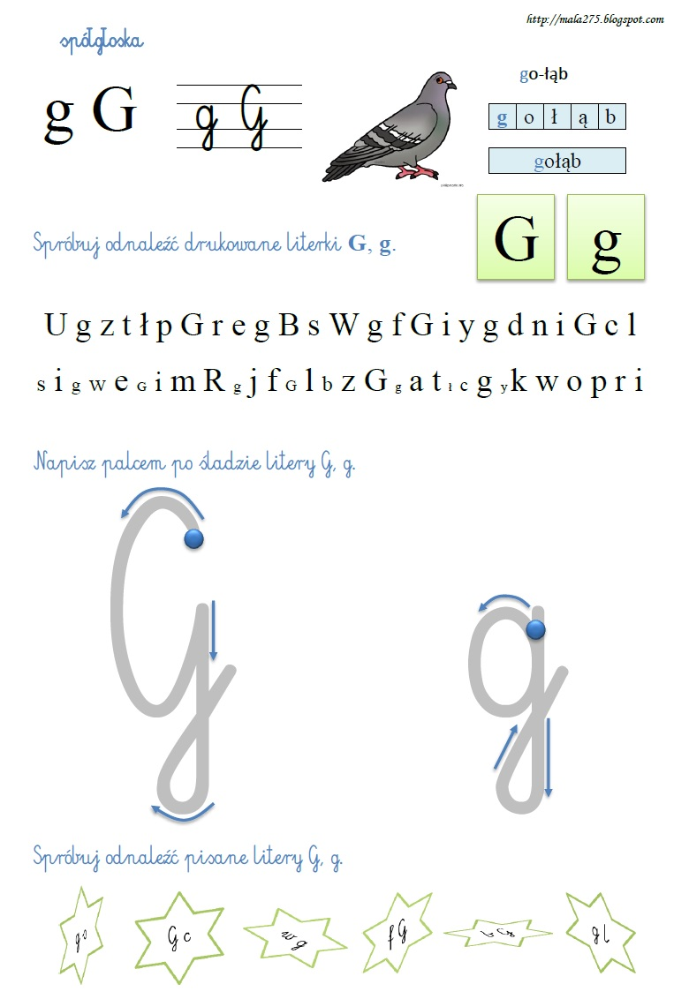 http://mala275.blogspot.com
spółgłoska
g G g G
go-łąb
g o ł ą b
gołąb
G g
Spróbuj odnaleźć drukowane literki G, g.
U g z t ł p G r e g B s W g f G i y g d n i G c l
s i g w e G i m R g j f G l b z G g a t ł c g y k w o p r i
Napisz palcem po śladzie litery G, g.
G g
Spróbuj odnaleźć pisane litery G, g.
g s G c w g f G b G g g l